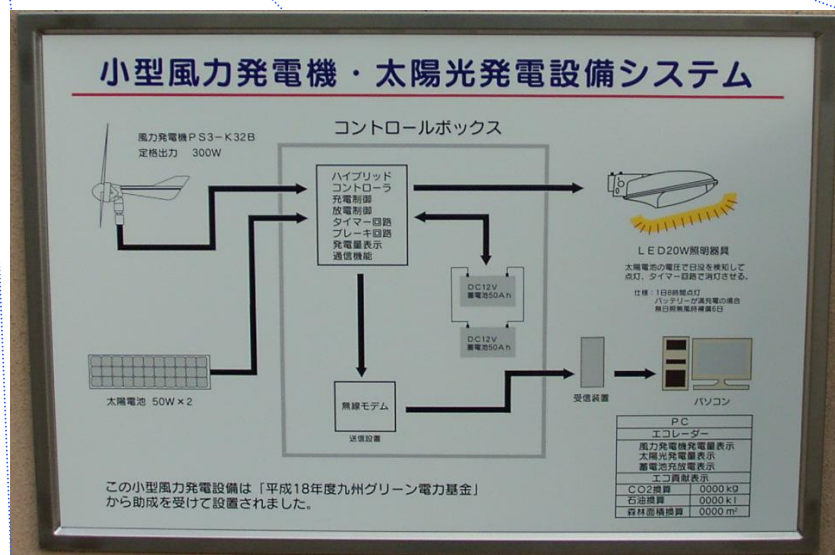 小型風力発電機・太陽光発電設備システム
風力発電機PS3-K32B
定格出力 300W
コントロールボックス
ハイブリッド
コントローラ
充電制御
放電制御
タイマー回路
ブレーキ回路
発電量表示
通信機能
LED20W照明器具
太陽電池の電圧で日没を検知して
点灯、タイマー回路で消灯させる。
仕様：1日8時間点灯
バッテリーが満充電の場合
無日照無風時補償6日
DC12V
蓄電池50Ah
DC12V
蓄電池50Ah
太陽電池 50W×2
無線モデム
送信設置
受信装置
パソコン
PC
エコレーダー
風力発電機発電量表示
太陽光発電量表示
蓄電池充放電表示
エコ貢献表示
CO2換算 0000kg
石油換算 0000kl
森林面積換算 0000m²
この小型風力発電設備は「平成18年度九州グリーン電力基金」
から助成を受けて設置されました。